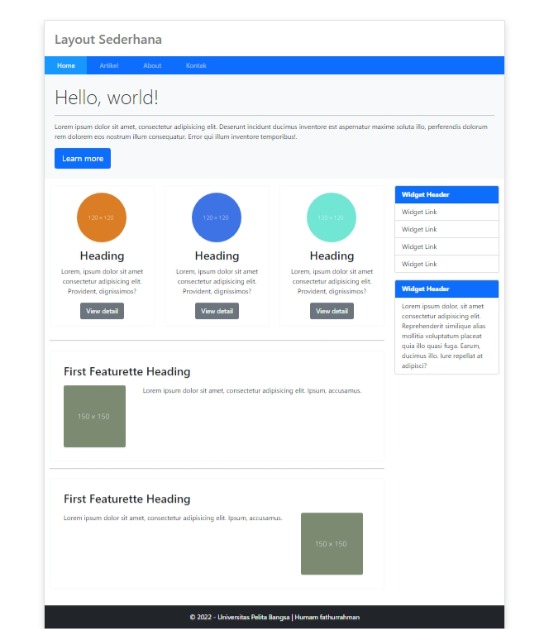 Layout Sederhana
Home Artikel About Kontak
Hello, world!
Lorem ipsum dolor sit amet, consectetur adipisicing elit. Deserunt incidunt ducimus inventore est aspernatur maxime soluta illo, perferendis dolorum
rem dolorem eos nostrum illum consequatur. Error qui illum inventore temporibus!.
Learn more
120 × 120
Heading
Lorem, ipsum dolor sit amet
consectetur adipisicing elit.
Provident, dignissimos?
View detail
120 × 120
Heading
Lorem, ipsum dolor sit amet
consectetur adipisicing elit.
Provident, dignissimos?
View detail
120 × 120
Heading
Lorem, ipsum dolor sit amet
consectetur adipisicing elit.
Provident, dignissimos?
View detail
First Featurette Heading
150 × 150
Lorem ipsum dolor sit amet, consectetur adipisicing elit. Ipsum, accusamus.
First Featurette Heading
Lorem ipsum dolor sit amet, consectetur adipisicing elit. Ipsum, accusamus.
150 × 150
Widget Header
Widget Link
Widget Link
Widget Link
Widget Link
Widget Header
Lorem ipsum dolor, sit amet
consectetur adipisicing elit.
Reprehenderit similique alias
mollitia voluptatum placeat
quia illo quasi fuga. Earum,
ducimus illo. Iure repellat at
adipisci?
© 2022 - Universitas Pelita Bangsa | Humam fathurrahman